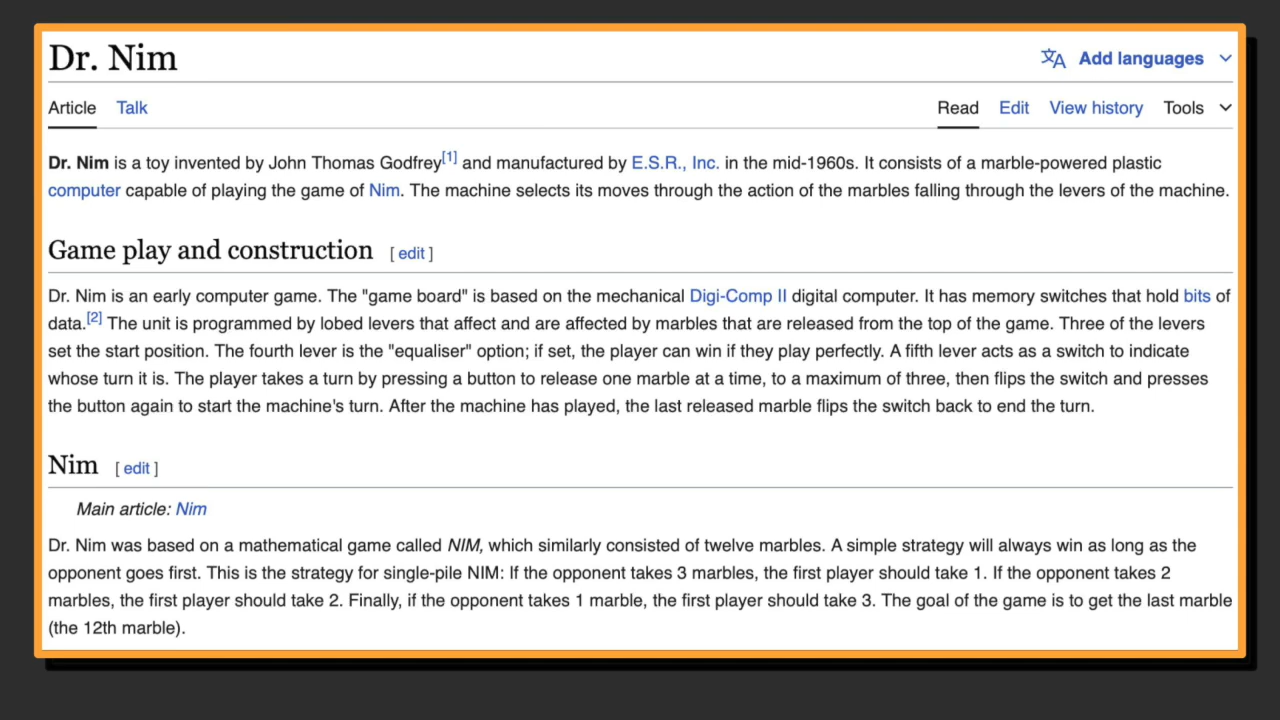 Dr. Nim
Add languages
Article Talk Read Edit View history Tools
Dr. Nim is a toy invented by John Thomas Godfrey[1] and manufactured by E.S.R., Inc. in the mid-1960s. It consists of a marble-powered plastic
computer capable of playing the game of Nim. The machine selects its moves through the action of the marbles falling through the levers of the machine.
Game play and construction [ edit ]
Dr. Nim is an early computer game. The "game board" is based on the mechanical Digi-Comp II digital computer. It has memory switches that hold bits of
data.[2] The unit is programmed by lobed levers that affect and are affected by marbles that are released from the top of the game. Three of the levers
set the start position. The fourth lever is the "equaliser" option; if set, the player can win if they play perfectly. A fifth lever acts as a switch to indicate
whose turn it is. The player takes a turn by pressing a button to release one marble at a time, to a maximum of three, then flips the switch and presses
the button again to start the machine's turn. After the machine has played, the last released marble flips the switch back to end the turn.
Nim [ edit ]
Main article: Nim
Dr. Nim was based on a mathematical game called NIM, which similarly consisted of twelve marbles. A simple strategy will always win as long as the
opponent goes first. This is the strategy for single-pile NIM: If the opponent takes 3 marbles, the first player should take 1. If the opponent takes 2
marbles, the first player should take 2. Finally, if the opponent takes 1 marble, the first player should take 3. The goal of the game is to get the last marble
(the 12th marble).